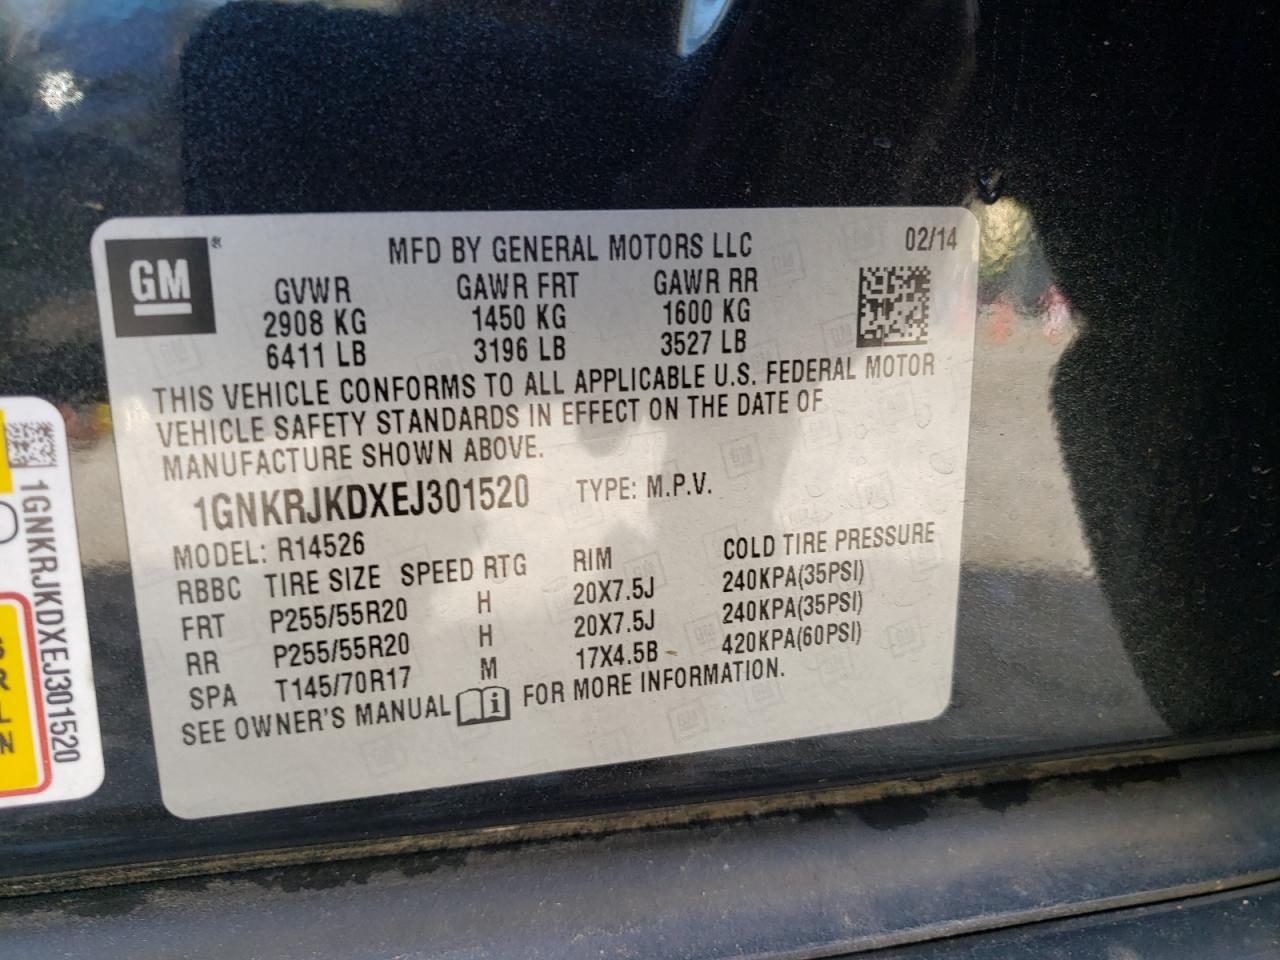 GM
MFD BY GENERAL MOTORS LLC 02/14
GVWR GAWR FRT GAWR RR
2908 KG 1450 KG 1600 KG
6411 LB 3196 LB 3527 LB
THIS VEHICLE CONFORMS TO ALL APPLICABLE U.S. FEDERAL MOTOR
VEHICLE SAFETY STANDARDS IN EFFECT ON THE DATE OF
MANUFACTURE SHOWN ABOVE.
1GNKRJKDXEJ301520 TYPE: M.P.V.
MODEL: R14526
RBBC TIRE SIZE SPEED RTG RIM COLD TIRE PRESSURE
FRT P255/55R20 H 20X7.5J 240KPA(35PSI)
RR P255/55R20 H 20X7.5J 240KPA(35PSI)
SPA T145/70R17 M 17X4.5B 420KPA(60PSI)
SEE OWNER'S MANUAL i FOR MORE INFORMATION.
1GNKRJKDXEJ301520